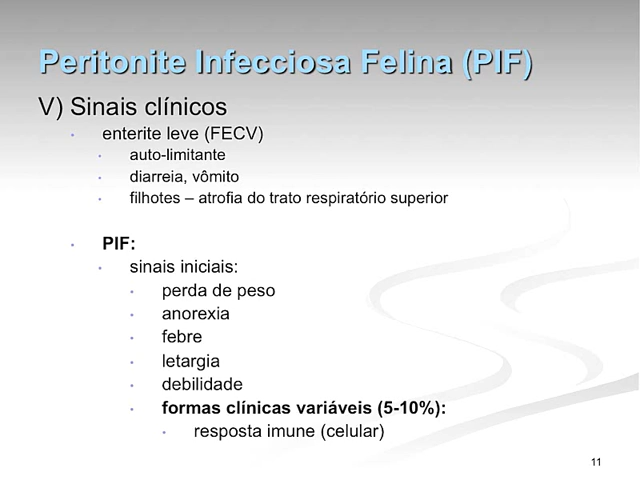 Peritonite Infecciosa Felina (PIF)
V) Sinais clínicos
enterite leve (FECV)
auto-limitante
diarreia, vômito
filhotes – atrofia do trato respiratório superior
PIF:
sinais iniciais:
perda de peso
anorexia
febre
letargia
debilidade
formas clínicas variáveis (5-10%):
resposta imune (celular)
11